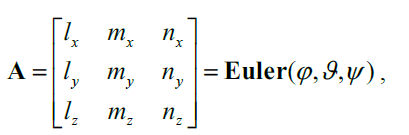 l_x m_x n_x
A = [l_y m_y n_y] = Euler(φ, ϑ, ψ) ,
l_z m_z n_z